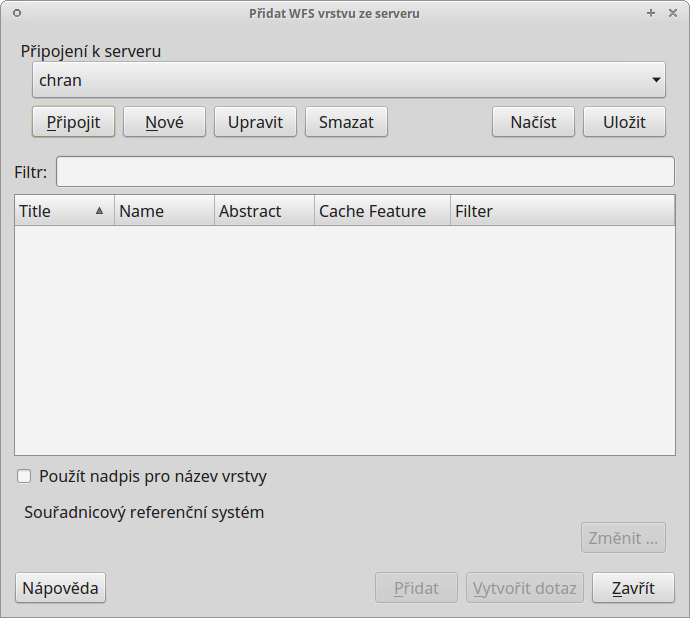 Přidat WFS vrstvu ze serveru
Připojení k serveru
chran
Připojit Nové Upravit Smazat Načíst Uložit
Filtr:
Title Name Abstract Cache Feature Filter
Použít nadpis pro název vrstvy
Souřadnicový referenční systém
Změnit ...
Nápověda Přidat Vytvořit dotaz Zavřít